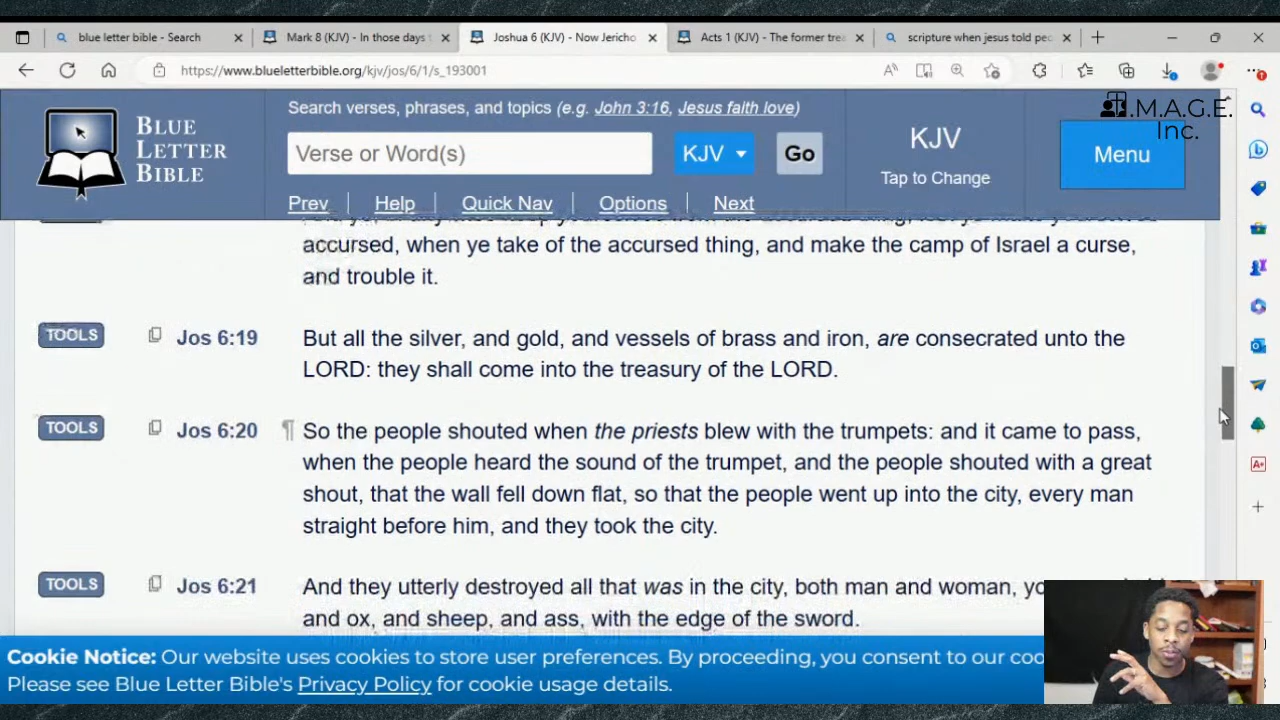 blue letter bible - Search
Mark 8 (KJV) - In those days t
Joshua 6 (KJV) - Now Jericho
Acts 1 (KJV) - The former trea
scripture when jesus told peo
https://www.blueletterbible.org/kjv/jos/6/1/s_193001
Search verses, phrases, and topics (e.g. John 3:16, Jesus faith love)
BLUE
LETTER
BIBLE
Verse or Word(s)
KJV
Go
KJV
Tap to Change
.M.A.G.E.
Inc.
Menu
Prev
Help
Quick Nav
Options
Next
accursed, when ye take of the accursed thing, and make the camp of Israel a curse,
and trouble it.
TOOLS Jos 6:19 But all the silver, and gold, and vessels of brass and iron, are consecrated unto the
LORD: they shall come into the treasury of the LORD.
TOOLS Jos 6:20 ¶ So the people shouted when the priests blew with the trumpets: and it came to pass,
when the people heard the sound of the trumpet, and the people shouted with a great
shout, that the wall fell down flat, so that the people went up into the city, every man
straight before him, and they took the city.
TOOLS Jos 6:21 And they utterly destroyed all that was in the city, both man and woman,
and ox, and sheep, and ass, with the edge of the sword.
Cookie Notice: Our website uses cookies to store user preferences. By proceeding, you consent to our coo
Please see Blue Letter Bible's Privacy Policy for cookie usage details.